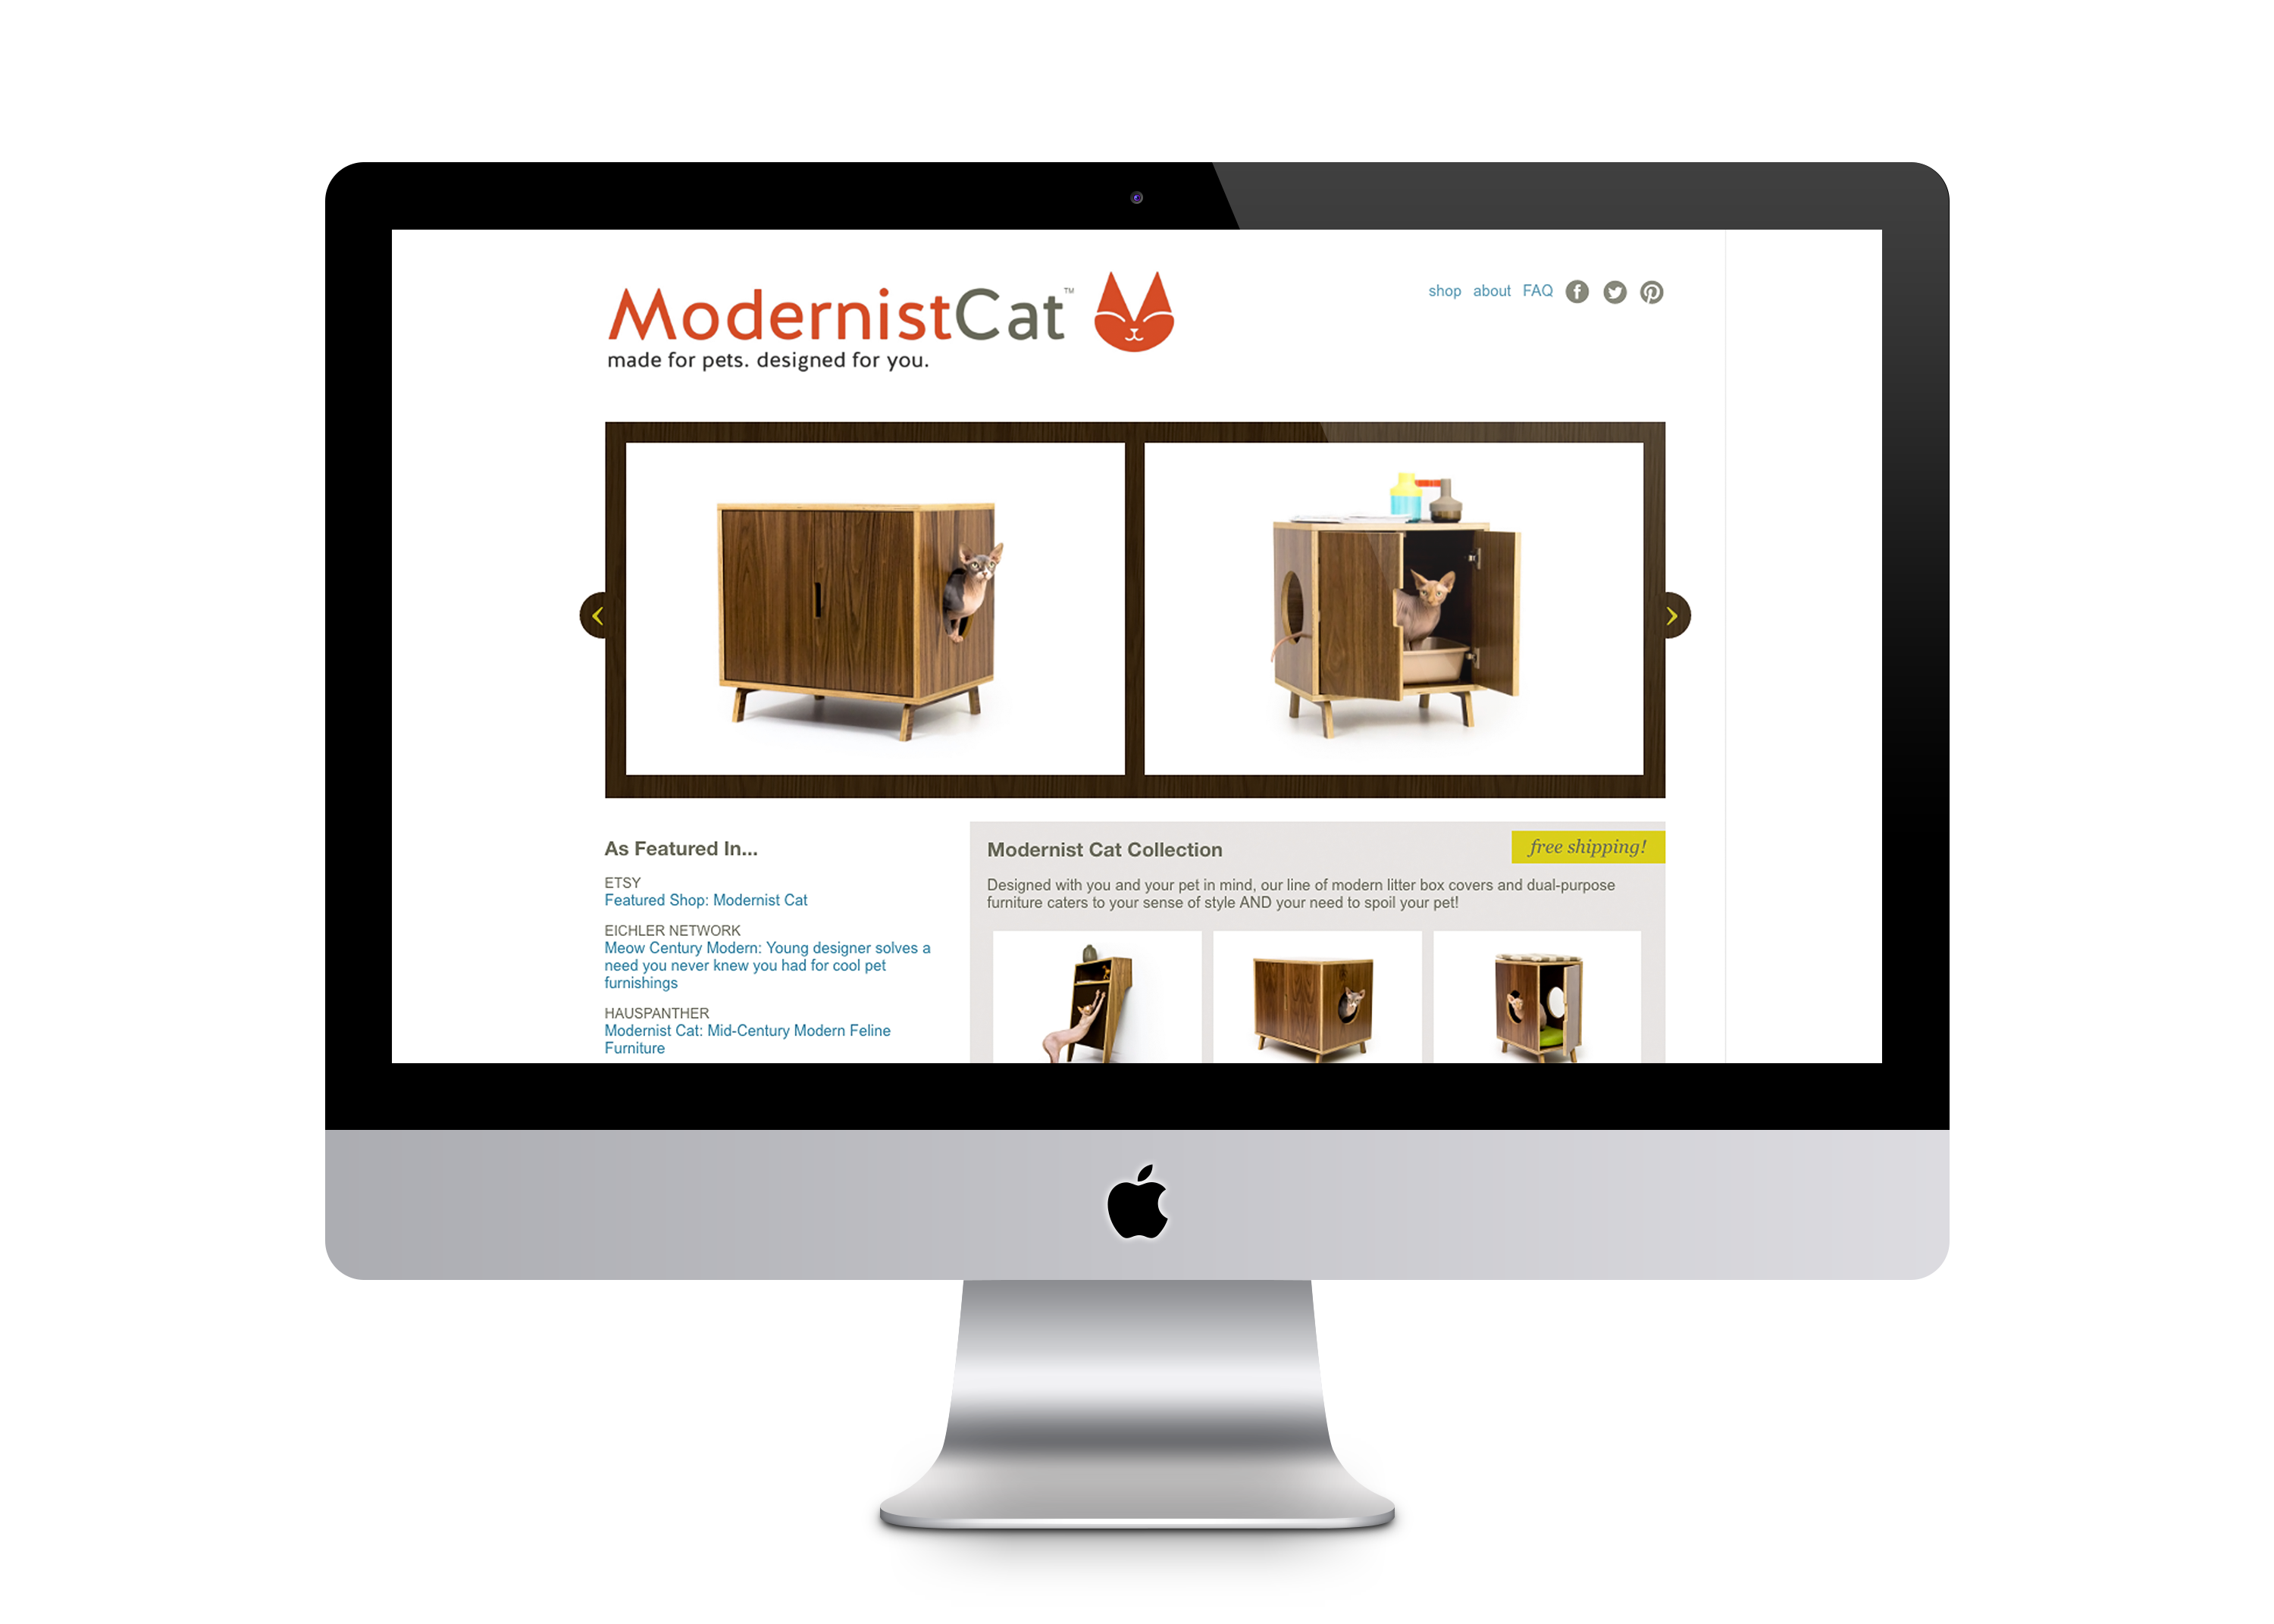 ModernistCat™
made for pets. designed for you.
shop about FAQ
As Featured In...
ETSY
Featured Shop: Modernist Cat
EICHLER NETWORK
Meow Century Modern: Young designer solves a
need you never knew you had for cool pet
furnishings
HAUSPANTHER
Modernist Cat: Mid-Century Modern Feline
Furniture
Modernist Cat Collection
free shipping!
Designed with you and your pet in mind, our line of modern litter box covers and dual-purpose
furniture caters to your sense of style AND your need to spoil your pet!